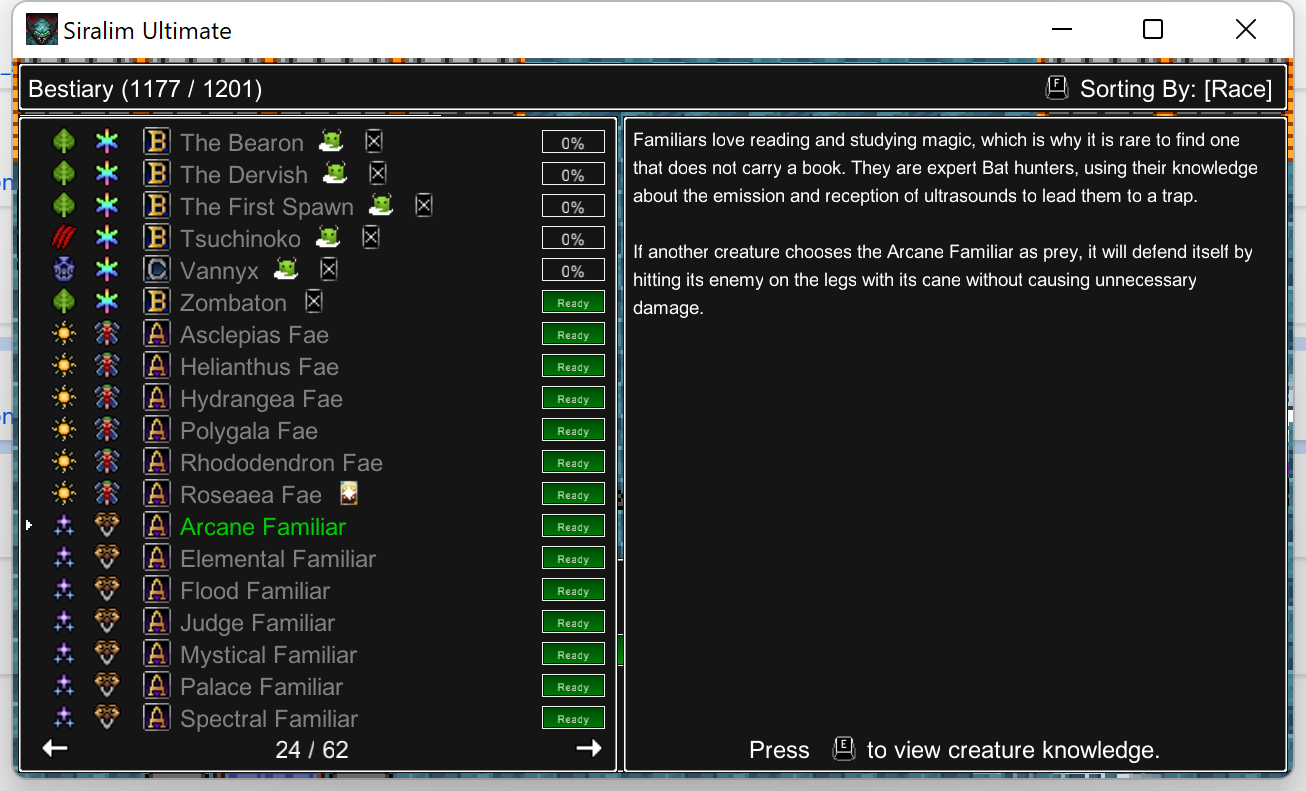 Siralim Ultimate
Bestiary (1177 / 1201)
F Sorting By: [Race]
B The Bearon 0%
B The Dervish 0%
B The First Spawn 0%
B Tsuchinoko 0%
C Vannyx 0%
B Zombaton Ready
A Asclepias Fae Ready
A Helianthus Fae Ready
A Hydrangea Fae Ready
A Polygala Fae Ready
A Rhododendron Fae Ready
A Roseaea Fae Ready
A Arcane Familiar Ready
A Elemental Familiar Ready
A Flood Familiar Ready
A Judge Familiar Ready
A Mystical Familiar Ready
A Palace Familiar Ready
A Spectral Familiar Ready
24 / 62
Familiars love reading and studying magic, which is why it is rare to find one
that does not carry a book. They are expert Bat hunters, using their knowledge
about the emission and reception of ultrasounds to lead them to a trap.
If another creature chooses the Arcane Familiar as prey, it will defend itself by
hitting its enemy on the legs with its cane without causing unnecessary
damage.
Press E to view creature knowledge.